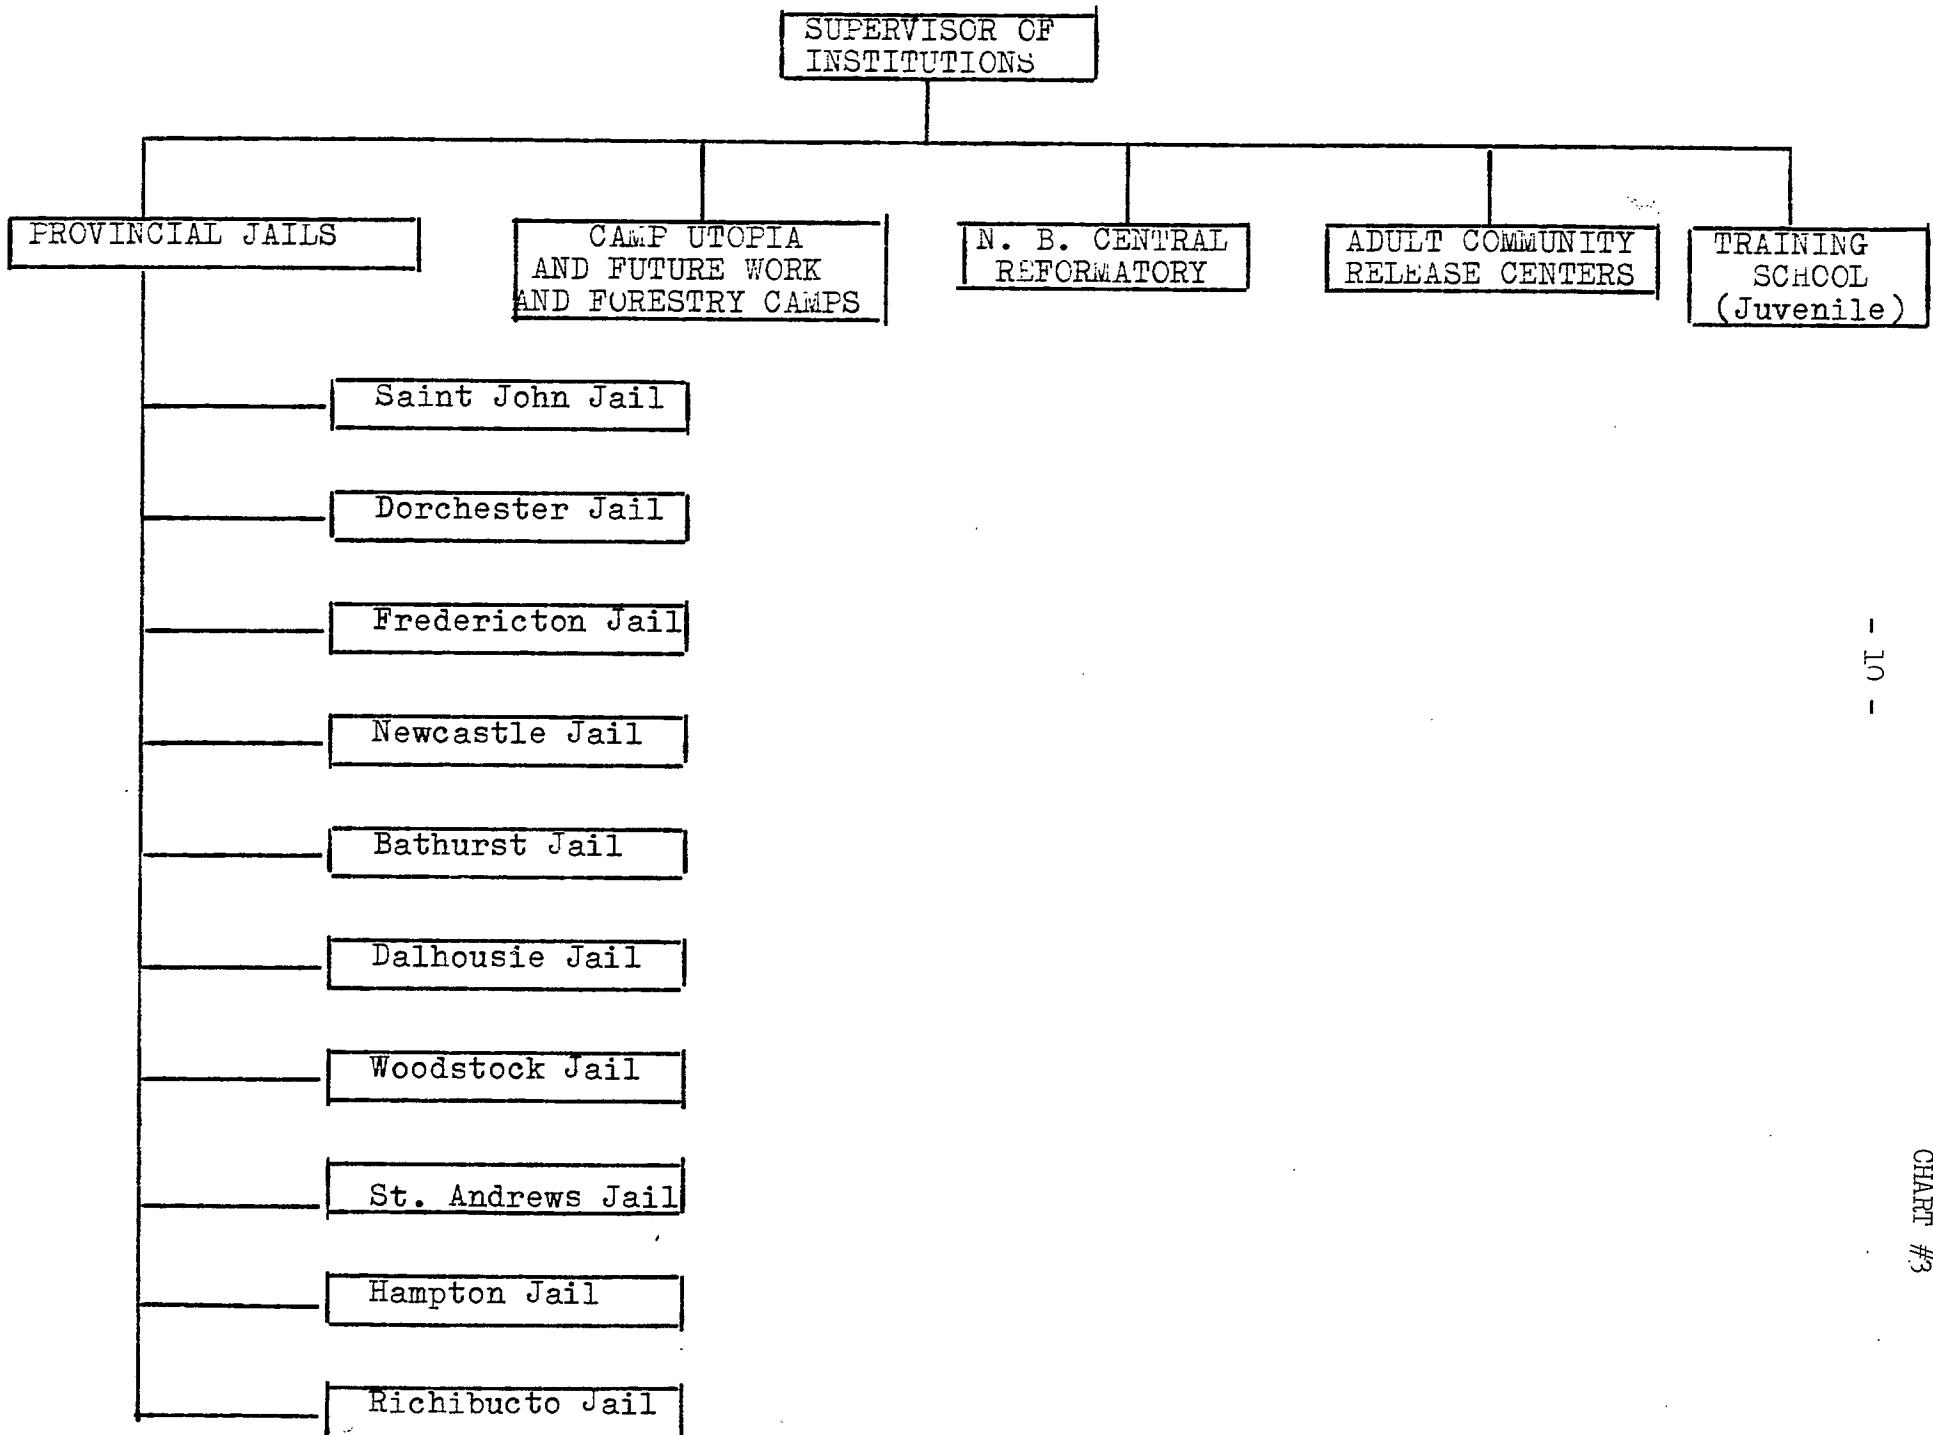 SUPERVISOR OF
INSTITUTIONS
PROVINCIAL JAILS
CAMP UTOPIA
AND FUTURE WORK
AND FORESTRY CAMPS
N. B. CENTRAL
REFORMATORY
ADULT COMMUNITY
RELEASE CENTERS
TRAINING
SCHOOL
(Juvenile)
Saint John Jail
Dorchester Jail
Fredericton Jail
Newcastle Jail
Bathurst Jail
Dalhousie Jail
Woodstock Jail
St. Andrews Jail
Hampton Jail
Richibucto Jail
- 10 -
CHART #3